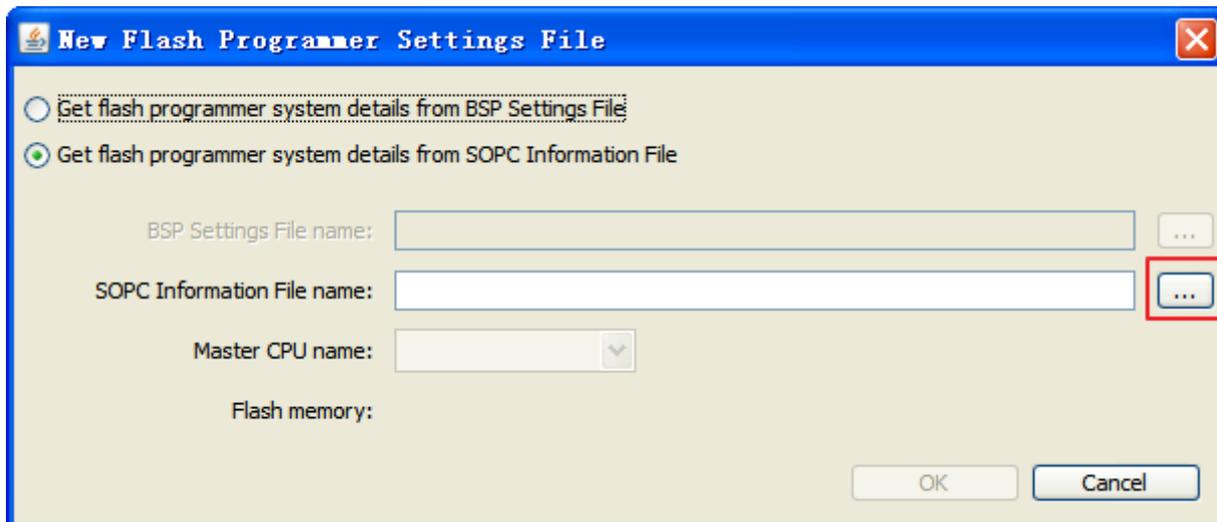 New Flash Programmer Settings File
Get flash programmer system details from BSP Settings File
Get flash programmer system details from SOPC Information File
BSP Settings File name:
...
SOPC Information File name:
...
Master CPU name:
Flash memory:
OK
Cancel